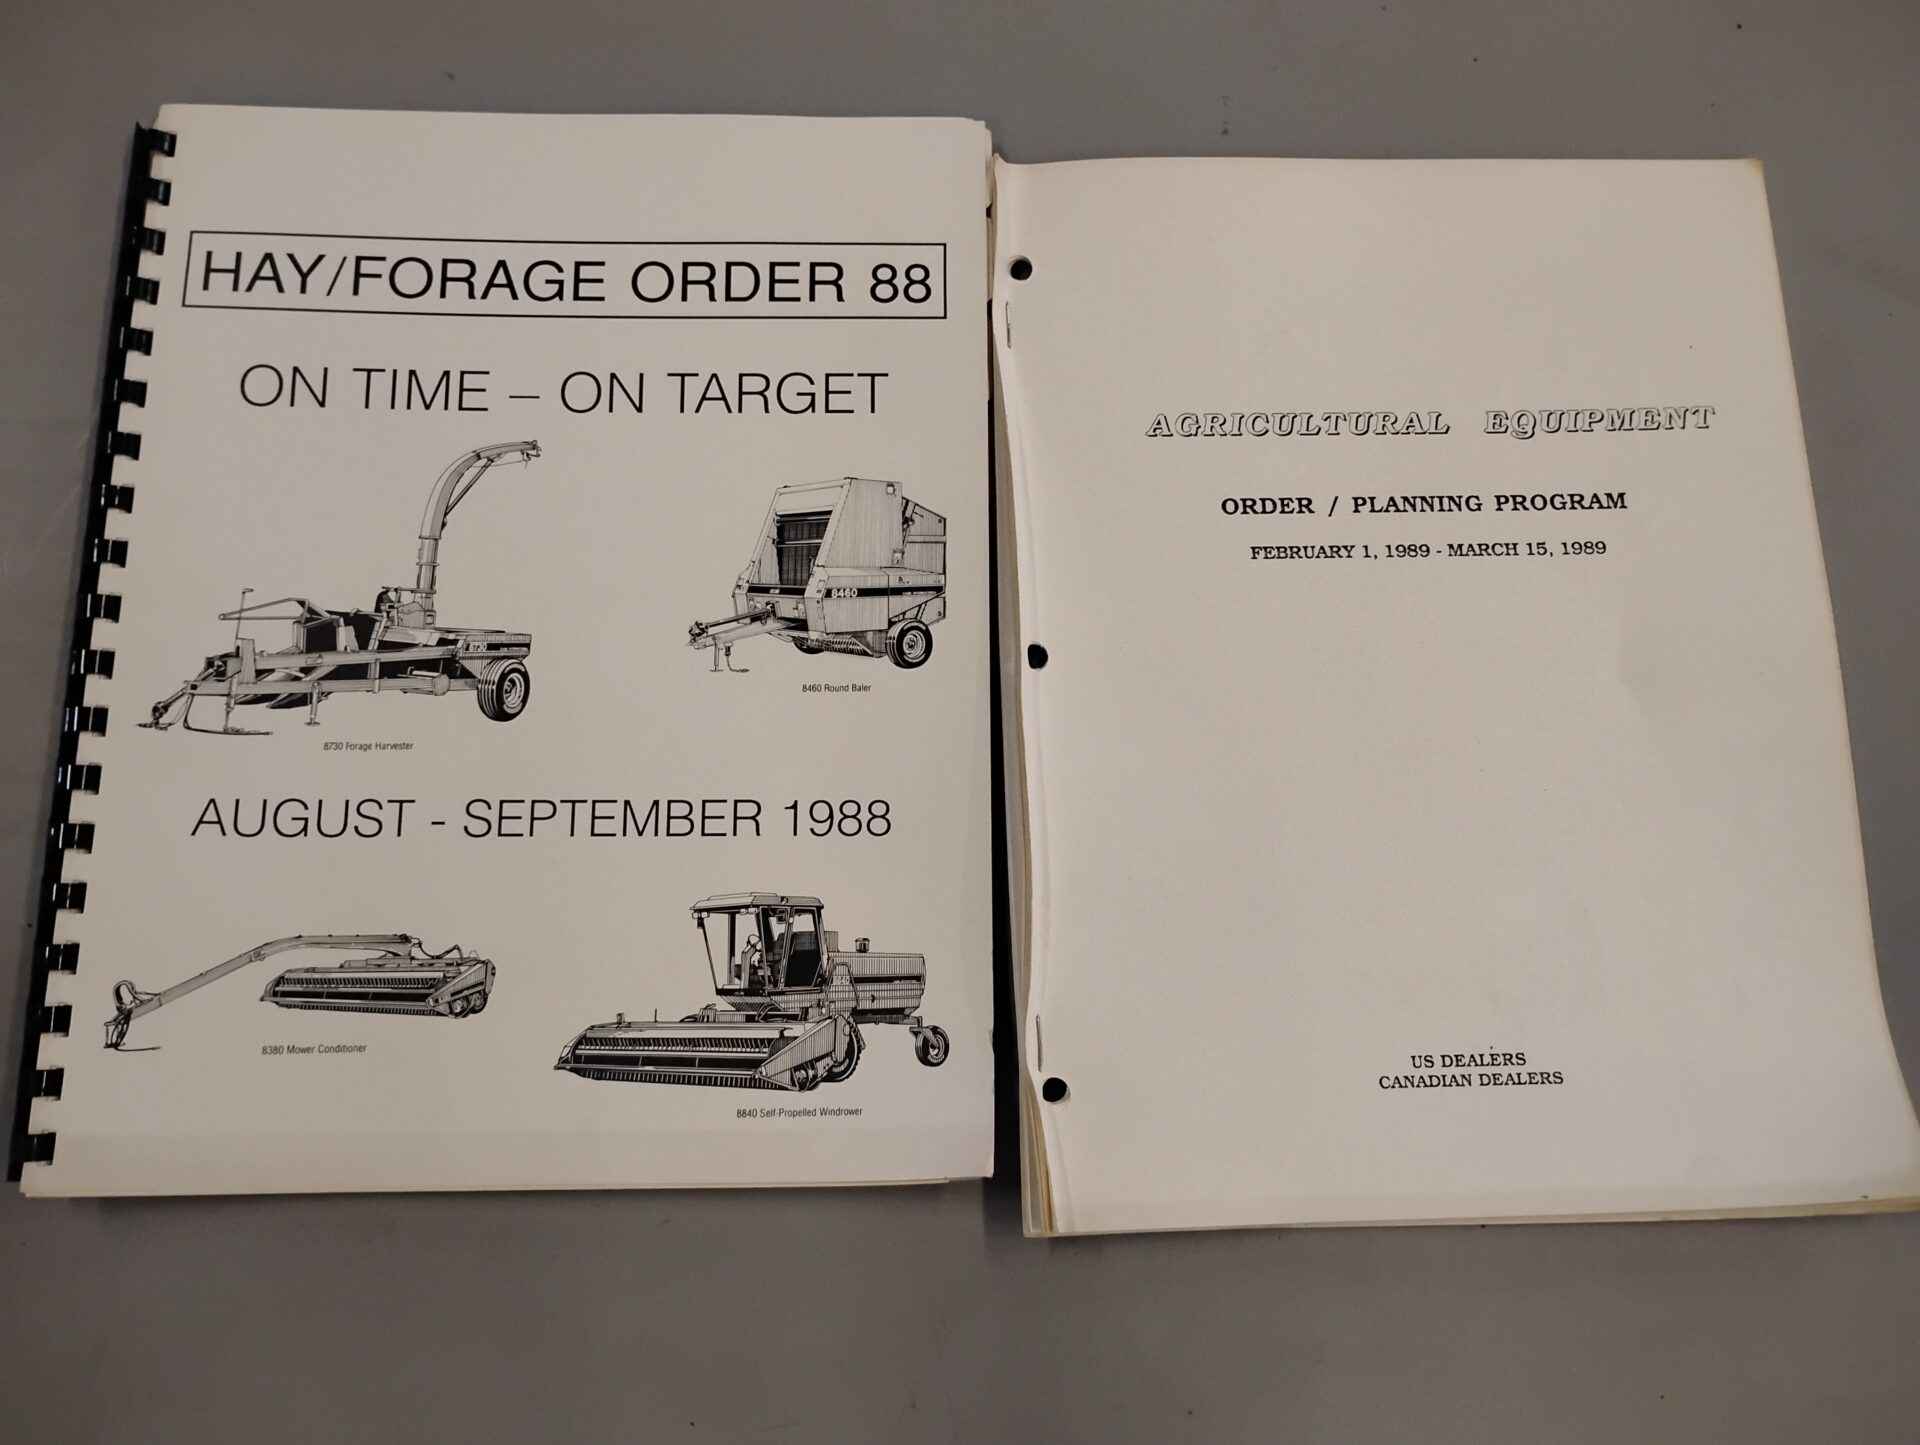 HAY/FORAGE ORDER 88
ON TIME – ON TARGET
8730
8730 Forage Harvester
8460
8460 Round Baler
AUGUST - SEPTEMBER 1988
8380 Mower Conditioner
8840 Self-Propelled Windrower
AGRICULTURAL EQUIPMENT
ORDER / PLANNING PROGRAM
FEBRUARY 1, 1989 - MARCH 15, 1989
US DEALERS
CANADIAN DEALERS